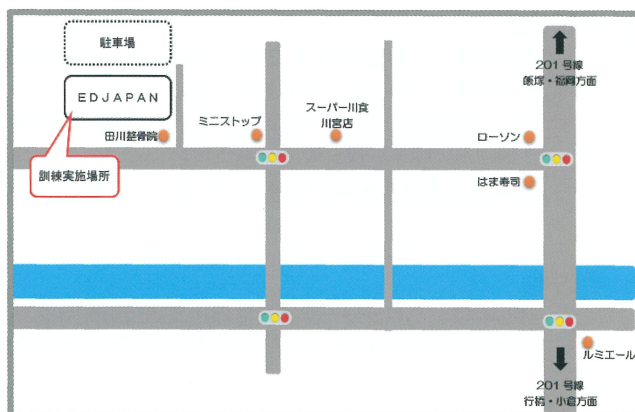 駐車場
201号線
飯塚・福岡方面
EDJAPAN
ミニストップ
スーパー川食
川宮店
田川整骨院
ローソン
訓練実施場所
はま寿司
ルミエール
201号線
行橋・小倉方面